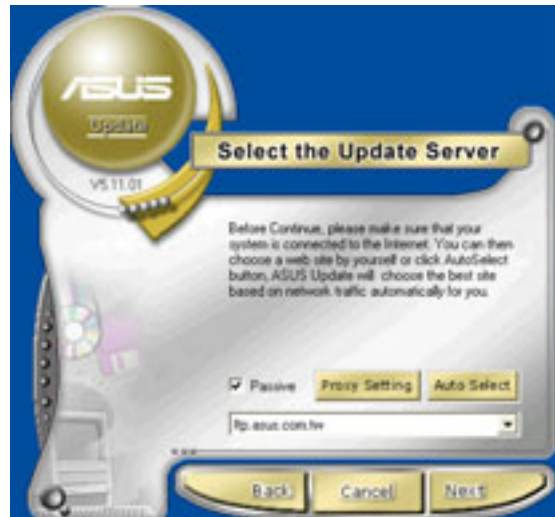 ASUS
Update
V5.11.01
Select the Update Server
Before Continue, please make sure that your
system is connected to the Internet. You can then
choose a web site by yourself or click AutoSelect
button, ASUS Update will choose the best site
based on network traffic automatically for you.
Passive
Proxy Setting
Auto Select
ftp.asus.com.tw
Back
Cancel
Next